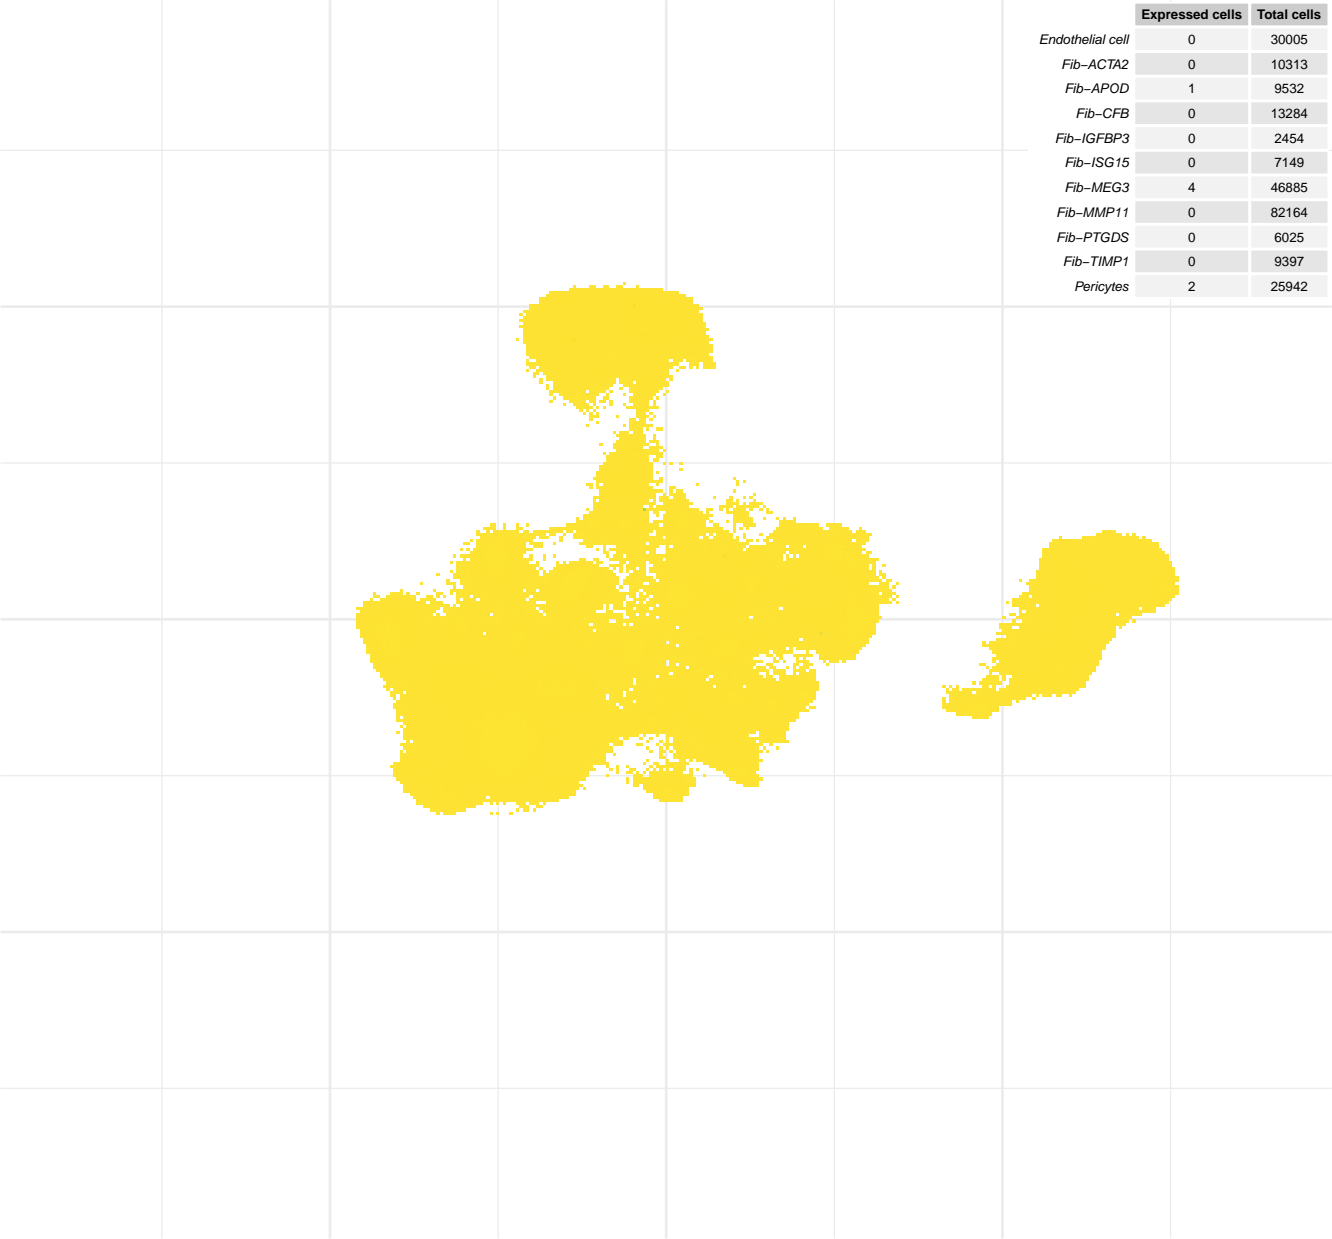 Expressed cells Total cells
Endothelial cell 0 30005
Fib−ACTA2 0 10313
Fib−APOD 1 9532
Fib−CFB 0 13284
Fib−IGFBP3 0 2454
Fib−ISG15 0 7149
Fib−MEG3 4 46885
Fib−MMP11 0 82164
Fib−PTGDS 0 6025
Fib−TIMP1 0 9397
Pericytes 2 25942